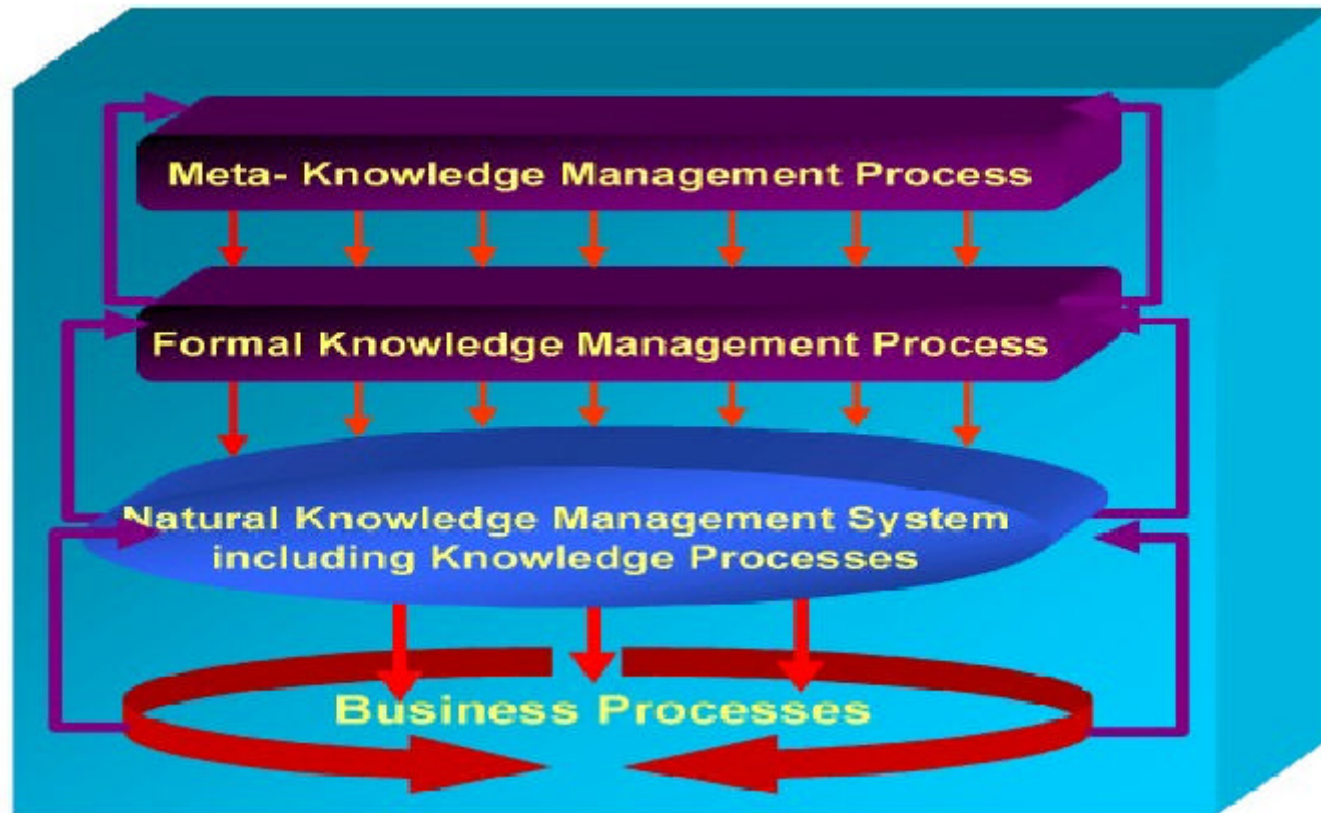 Meta- Knowledge Management Process
Formal Knowledge Management Process
Natural Knowledge Management System
including Knowledge Processes
Business Processes